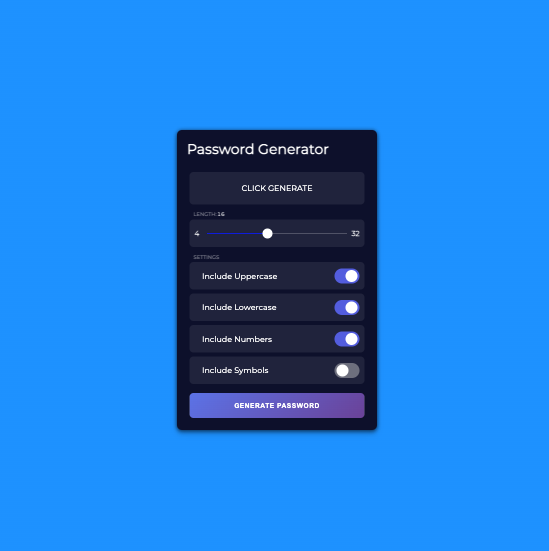 Password Generator
CLICK GENERATE
LENGTH: 16
4 32
SETTINGS
Include Uppercase
Include Lowercase
Include Numbers
Include Symbols
GENERATE PASSWORD